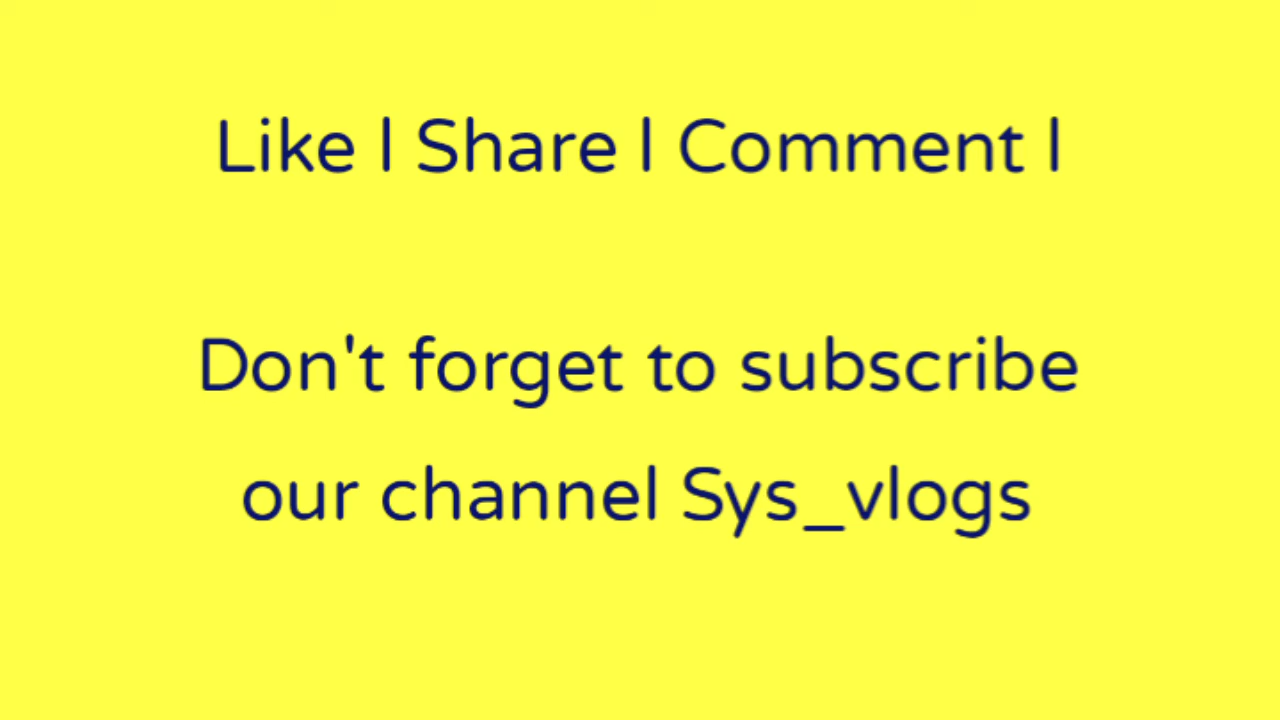 Like l Share l Comment l
Don't forget to subscribe
our channel Sys_vlogs